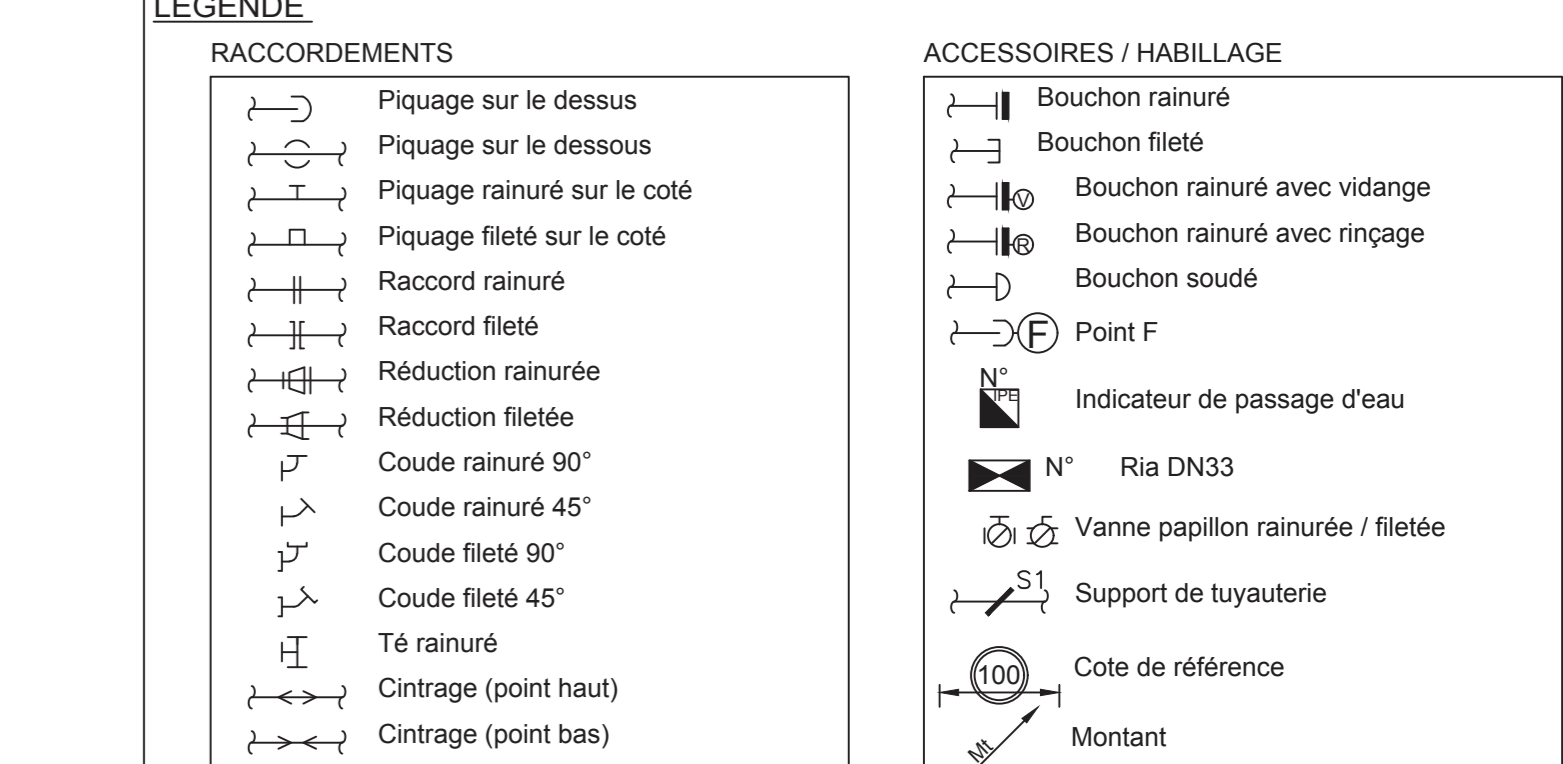 LEGENDE
RACCORDEMENTS
Piquage sur le dessus
Piquage sur le dessous
Piquage rainuré sur le coté
Piquage fileté sur le coté
Raccord rainuré
Raccord fileté
Réduction rainurée
Réduction filetée
Coude rainuré 90°
Coude rainuré 45°
Coude fileté 90°
Coude fileté 45°
Té rainuré
Cintrage (point haut)
Cintrage (point bas)
ACCESSOIRES / HABILLAGE
Bouchon rainuré
Bouchon fileté
V Bouchon rainuré avec vidange
R Bouchon rainuré avec rinçage
Bouchon soudé
F Point F
N°
IPE
Indicateur de passage d'eau
N° Ria DN33
Vanne papillon rainurée / filetée
S1
Support de tuyauterie
100 Cote de référence
Mt Montant